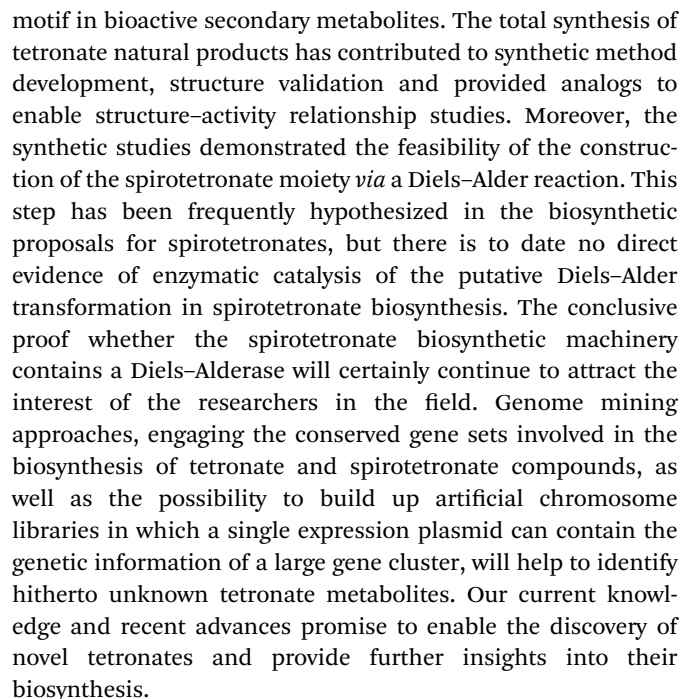 motif in bioactive secondary metabolites. The total synthesis of
tetronate natural products has contributed to synthetic method
development, structure validation and provided analogs to
enable structure–activity relationship studies. Moreover, the
synthetic studies demonstrated the feasibility of the construc-
tion of the spirotetronate moiety via a Diels–Alder reaction. This
step has been frequently hypothesized in the biosynthetic
proposals for spirotetronates, but there is to date no direct
evidence of enzymatic catalysis of the putative Diels–Alder
transformation in spirotetronate biosynthesis. The conclusive
proof whether the spirotetronate biosynthetic machinery
contains a Diels–Alderase will certainly continue to attract the
interest of the researchers in the field. Genome mining
approaches, engaging the conserved gene sets involved in the
biosynthesis of tetronate and spirotetronate compounds, as
well as the possibility to build up artificial chromosome
libraries in which a single expression plasmid can contain the
genetic information of a large gene cluster, will help to identify
hitherto unknown tetronate metabolites. Our current knowl-
edge and recent advances promise to enable the discovery of
novel tetronates and provide further insights into their
biosynthesis.